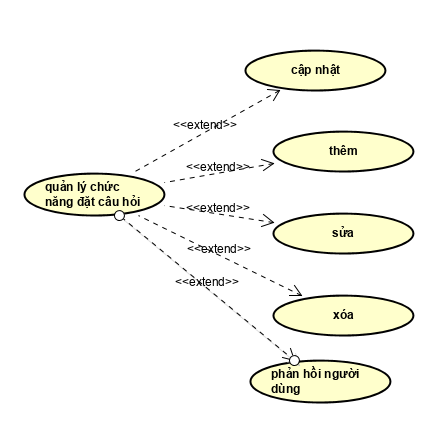 cập nhật
<<extend>>
thêm
<<extend>>
quản lý chức
năng đặt câu hỏi
<<extend>>
sửa
<<extend>>
<<extend>>
xóa
phản hồi người
dùng